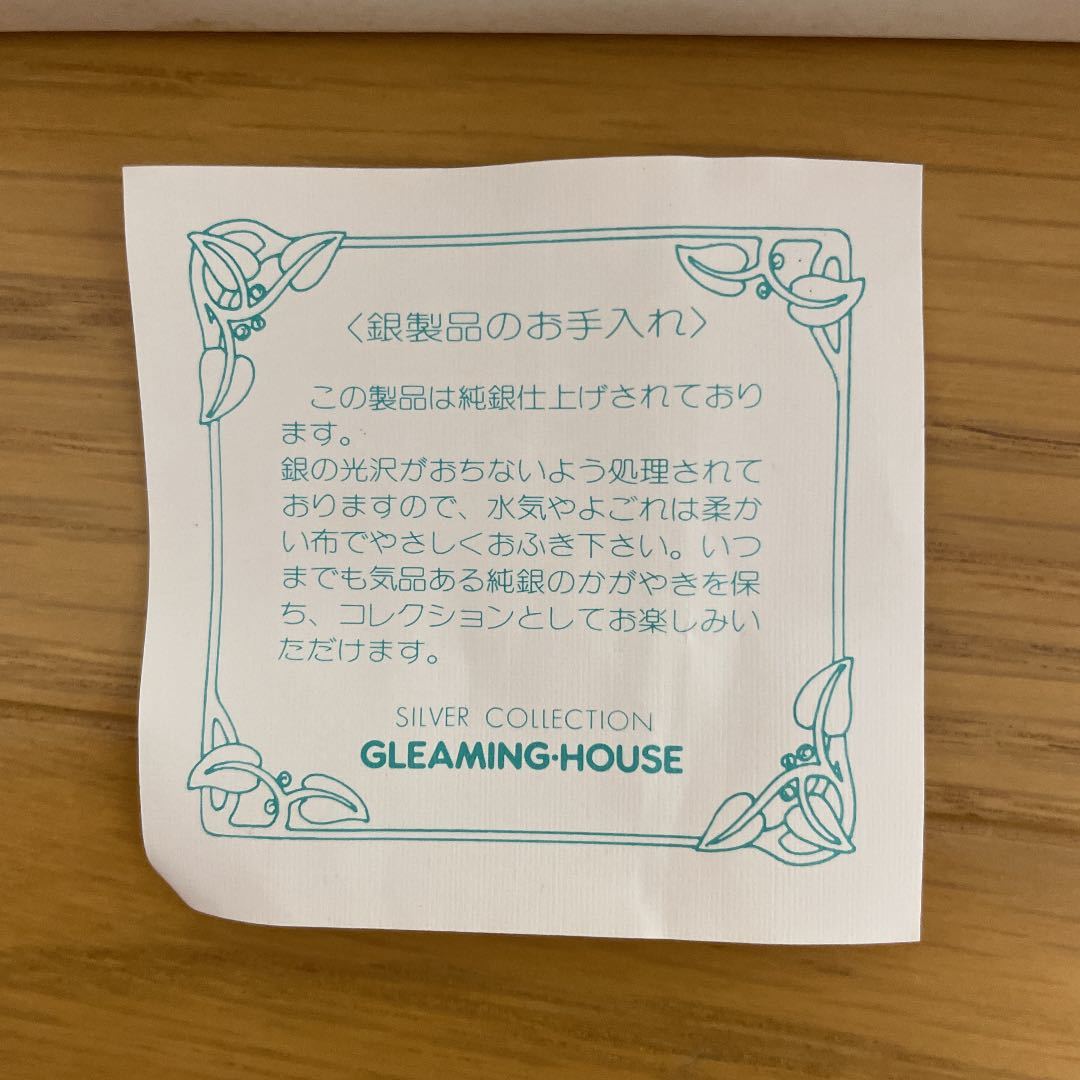 〈銀製品のお手入れ〉
この製品は純銀仕上げされており
ます。
銀の光沢がおちないよう処理されて
おりますので、水気やよごれは柔か
い布でやさしくおふき下さい。いつ
までも気品ある純銀のかがやきを保
ち、コレクションとしてお楽しみい
ただけます。
SILVER COLLECTION
GLEAMING·HOUSE